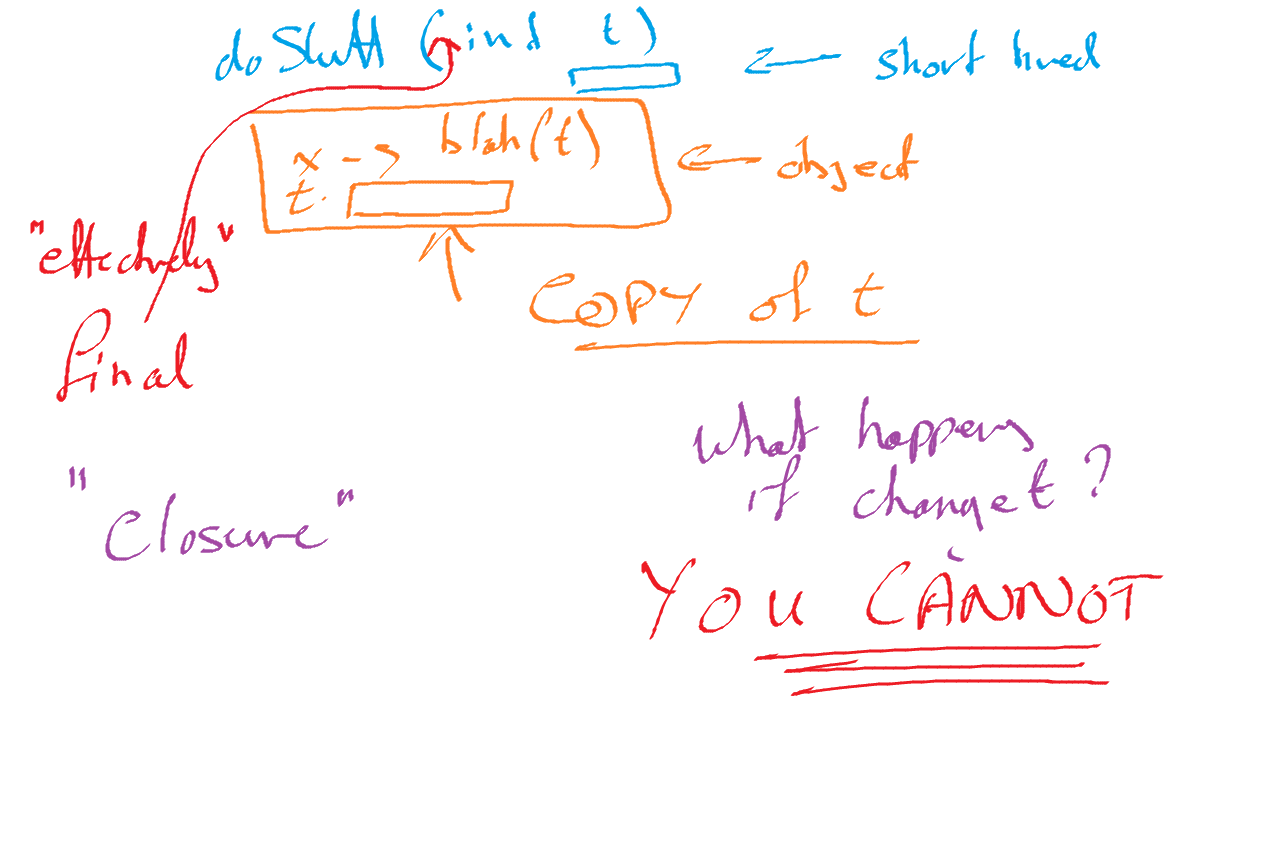 doStuff (int t)
← short lived
x -> blah(t)
t.
← object
"effectively"
final
COPY of t
what happens
if change t?
"Closure"
YOU CANNOT